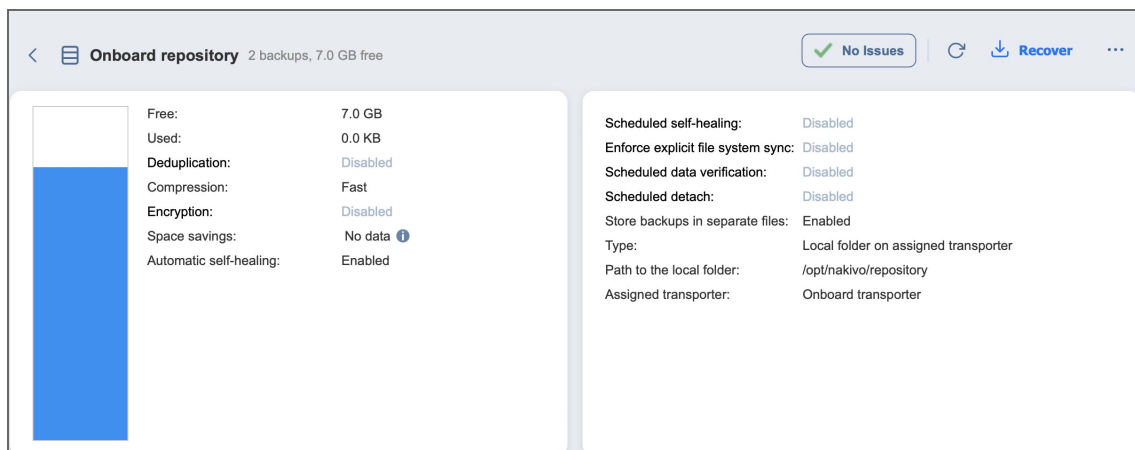 Onboard repository 2 backups, 7.0 GB free
No Issues
Recover
Free: 7.0 GB
Used: 0.0 KB
Deduplication: Disabled
Compression: Fast
Encryption: Disabled
Space savings: No data
Automatic self-healing: Enabled
Scheduled self-healing: Disabled
Enforce explicit file system sync: Disabled
Scheduled data verification: Disabled
Scheduled detach: Disabled
Store backups in separate files: Enabled
Type: Local folder on assigned transporter
Path to the local folder: /opt/nakivo/repository
Assigned transporter: Onboard transporter